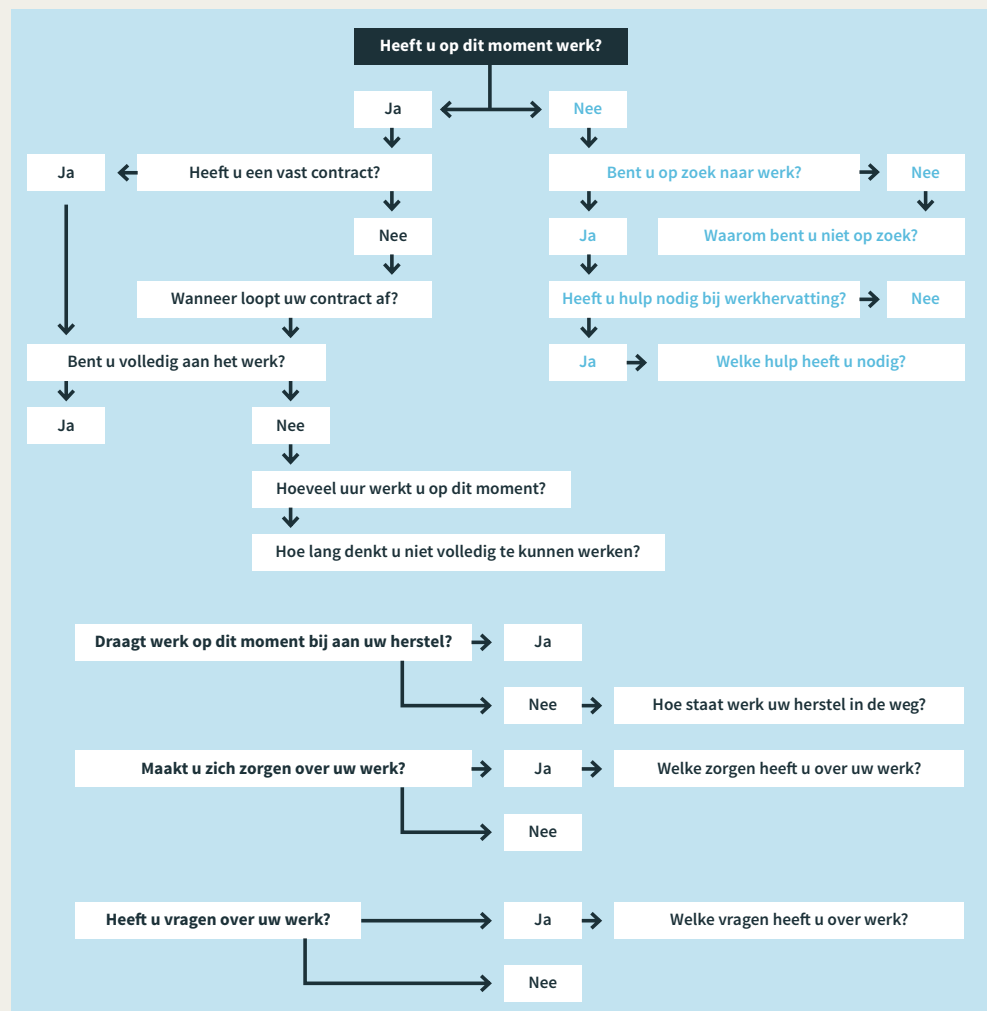 Heeft u op dit moment werk?
Ja
Nee
Ja
Heeft u een vast contract?
Bent u op zoek naar werk?
Nee
Nee
Ja
Waarom bent u niet op zoek?
Wanneer loopt uw contract af?
Heeft u hulp nodig bij werkhervatting?
Nee
Bent u volledig aan het werk?
Ja
Welke hulp heeft u nodig?
Ja
Nee
Hoeveel uur werkt u op dit moment?
Hoe lang denkt u niet volledig te kunnen werken?
Draagt werk op dit moment bij aan uw herstel?
Ja
Nee
Hoe staat werk uw herstel in de weg?
Maakt u zich zorgen over uw werk?
Ja
Welke zorgen heeft u over uw werk?
Nee
Heeft u vragen over uw werk?
Ja
Welke vragen heeft u over werk?
Nee